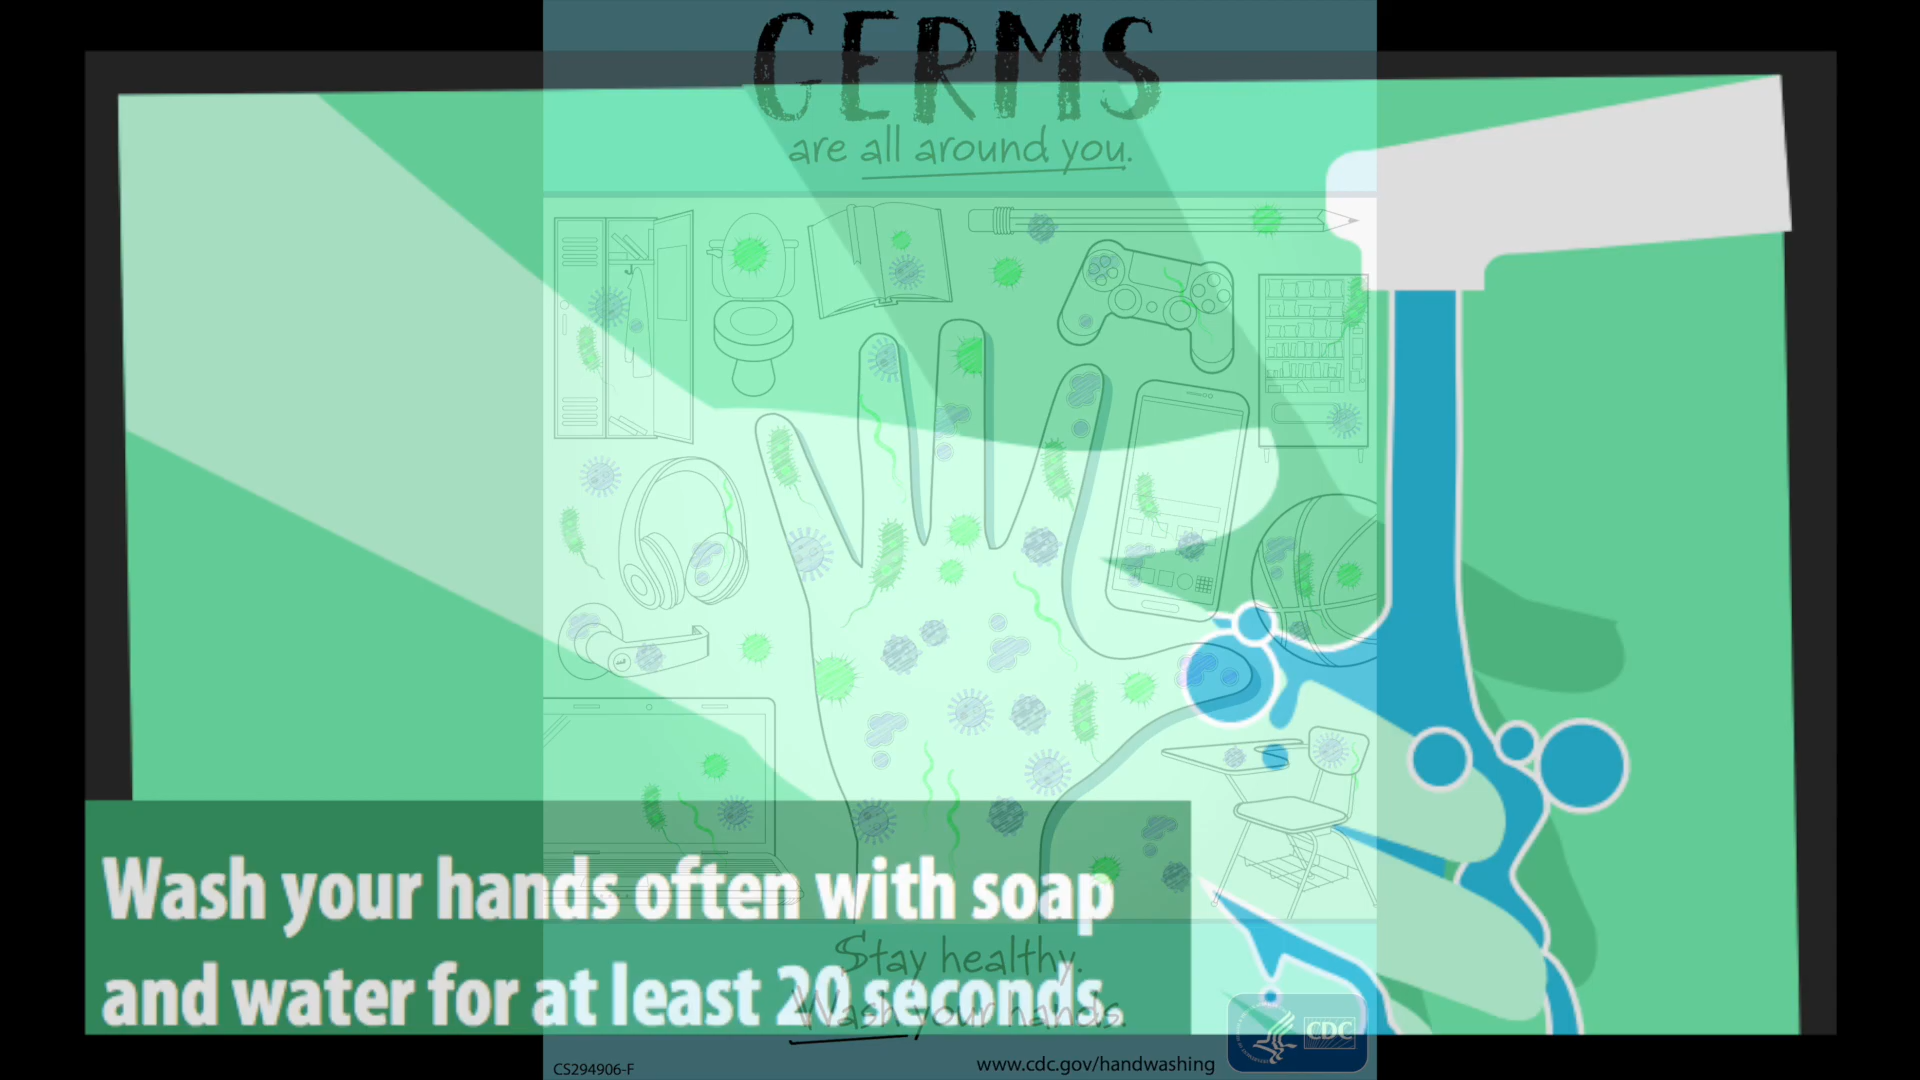 GERMS
are all around you.
Wash your hands often with soap
and water for at least 20 seconds.
Stay healthy.
Wash your hands.
CS294906-F
www.cdc.gov/handwashing
CDC